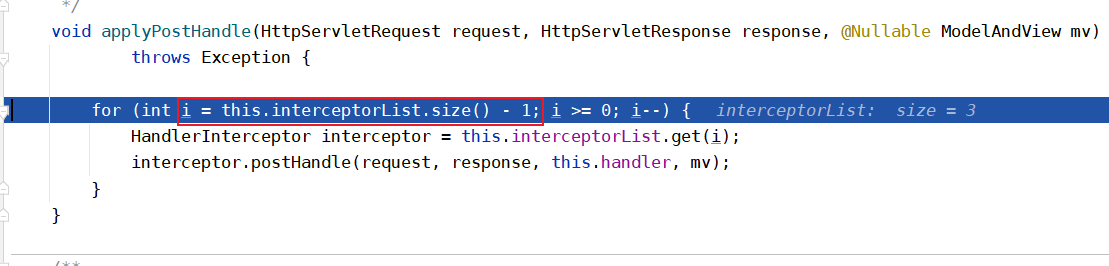 */
void applyPostHandle(HttpServletRequest request, HttpServletResponse response, @Nullable ModelAndView mv)
throws Exception {
for (int i = this.interceptorList.size() - 1; i >= 0; i--) { interceptorList: size = 3
HandlerInterceptor interceptor = this.interceptorList.get(i);
interceptor.postHandle(request, response, this.handler, mv);
}
}
/**